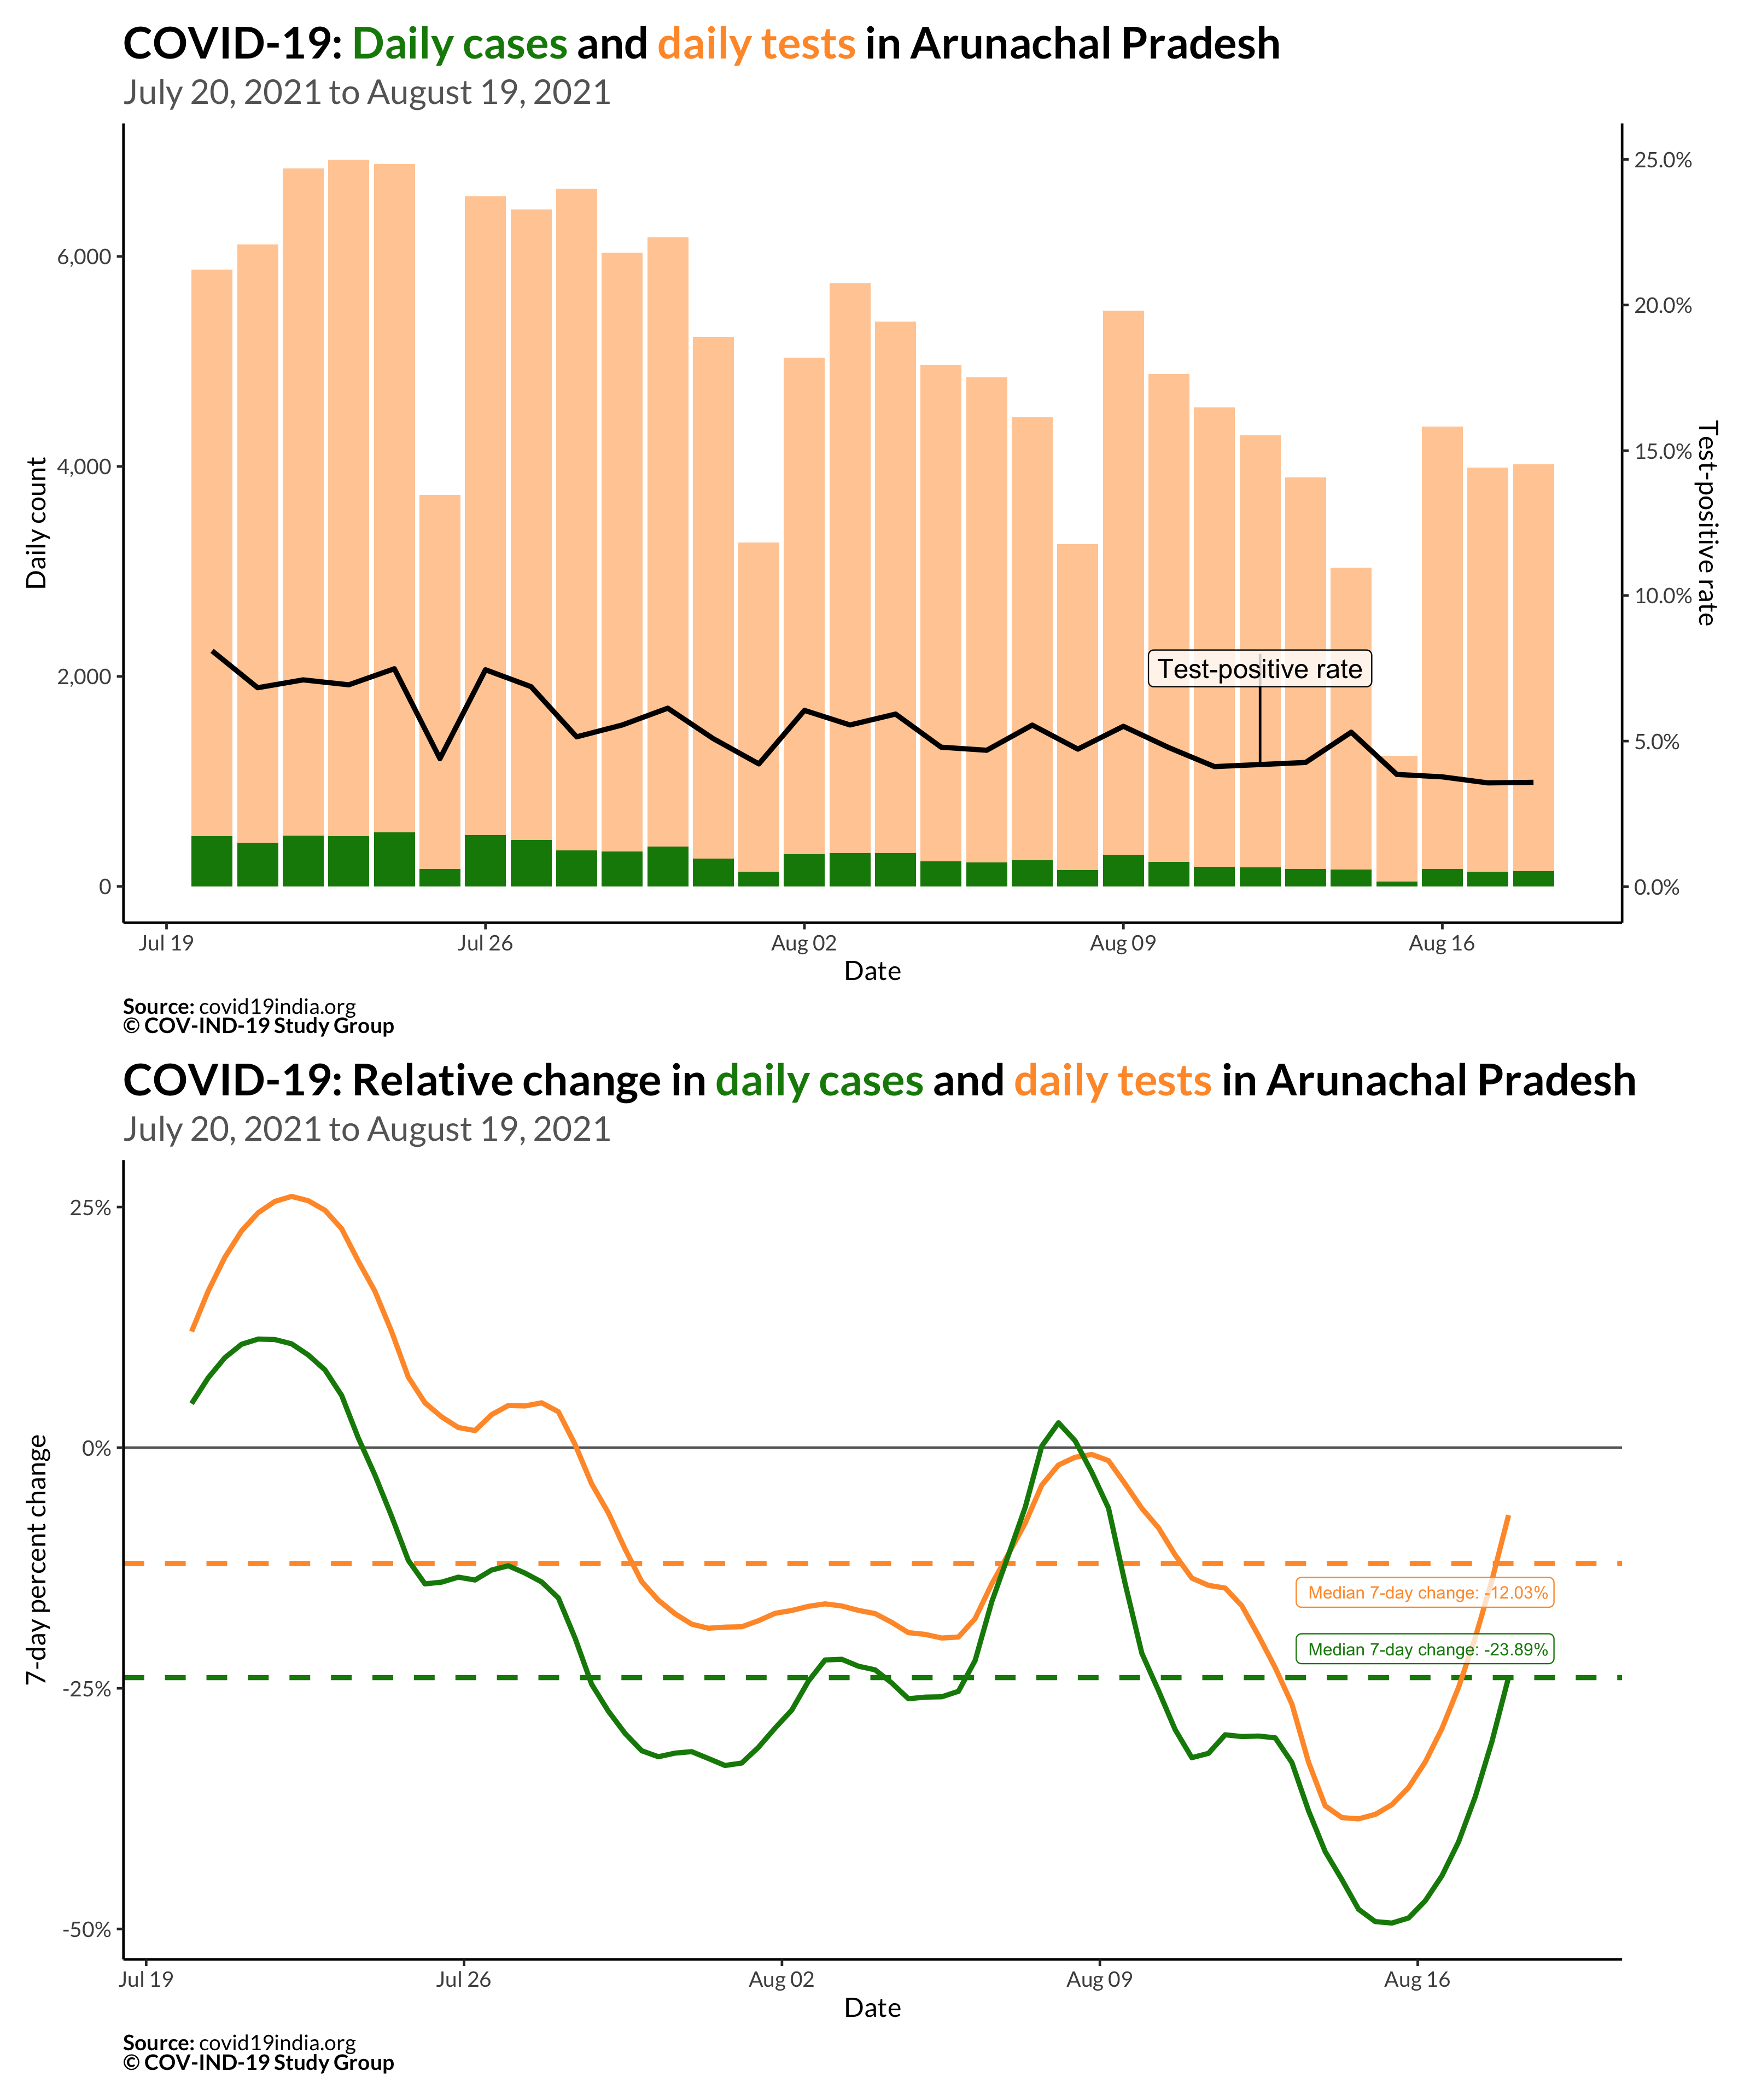 COVID-19: Daily cases and daily tests in Arunachal Pradesh
July 20, 2021 to August 19, 2021
Daily count
6,000
4,000
2,000
0
25.0%
20.0%
15.0%
10.0%
5.0%
0.0%
Test-positive rate
Test-positive rate
Jul 19
Jul 26
Aug 02
Aug 09
Aug 16
Date
Source: covid19india.org
© COV-IND-19 Study Group
COVID-19: Relative change in daily cases and daily tests in Arunachal Pradesh
July 20, 2021 to August 19, 2021
7-day percent change
25%
0%
-25%
-50%
Median 7-day change: -12.03%
Median 7-day change: -23.89%
Jul 19
Jul 26
Aug 02
Aug 09
Aug 16
Date
Source: covid19india.org
© COV-IND-19 Study Group